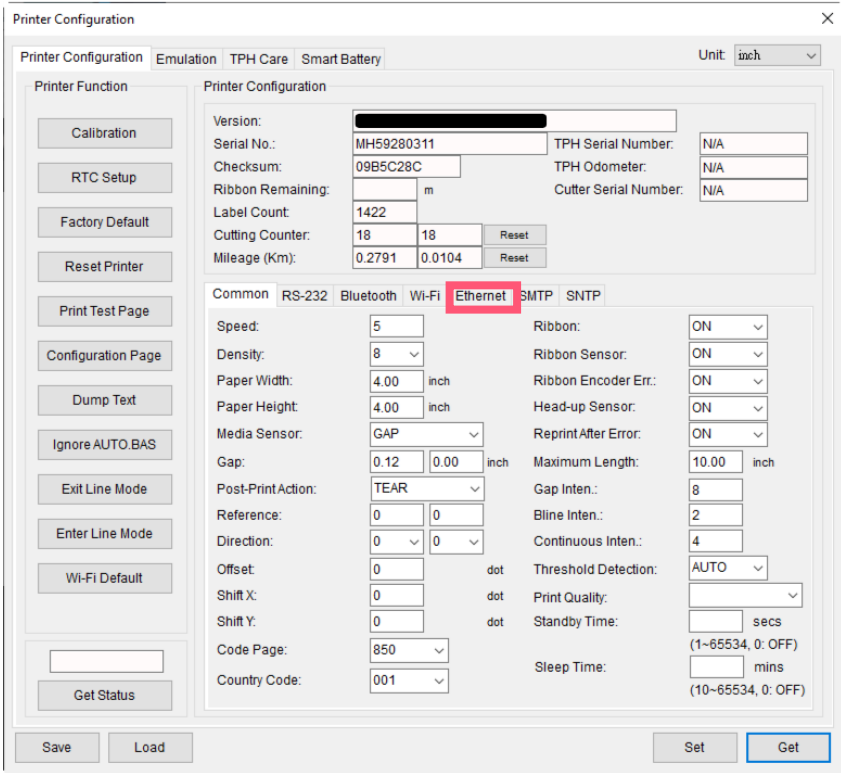 Printer Configuration
Printer Configuration Emulation TPH Care Smart Battery Unit: inch
Printer Function
Calibration
RTC Setup
Factory Default
Reset Printer
Print Test Page
Configuration Page
Dump Text
Ignore AUTO.BAS
Exit Line Mode
Enter Line Mode
Wi-Fi Default
Get Status
Printer Configuration
Version:
Serial No.: MH59280311 TPH Serial Number: N/A
Checksum: 09B5C28C TPH Odometer: N/A
Ribbon Remaining: m Cutter Serial Number: N/A
Label Count: 1422
Cutting Counter: 18 18 Reset
Mileage (Km): 0.2791 0.0104 Reset
Common RS-232 Bluetooth Wi-Fi Ethernet SMTP SNTP
Speed: 5 Ribbon: ON
Density: 8 Ribbon Sensor: ON
Paper Width: 4.00 inch Ribbon Encoder Err.: ON
Paper Height: 4.00 inch Head-up Sensor: ON
Media Sensor: GAP Reprint After Error: ON
Gap: 0.12 0.00 inch Maximum Length: 10.00 inch
Post-Print Action: TEAR Gap Inten.: 8
Reference: 0 0 Bline Inten.: 2
Direction: 0 0 Continuous Inten.: 4
Offset: 0 dot Threshold Detection: AUTO
Shift X: 0 dot Print Quality:
Shift Y: 0 dot Standby Time: secs
(1~65534, 0: OFF)
Code Page: 850
Sleep Time: mins
Country Code: 001 (10~65534, 0: OFF)
Save Load Set Get